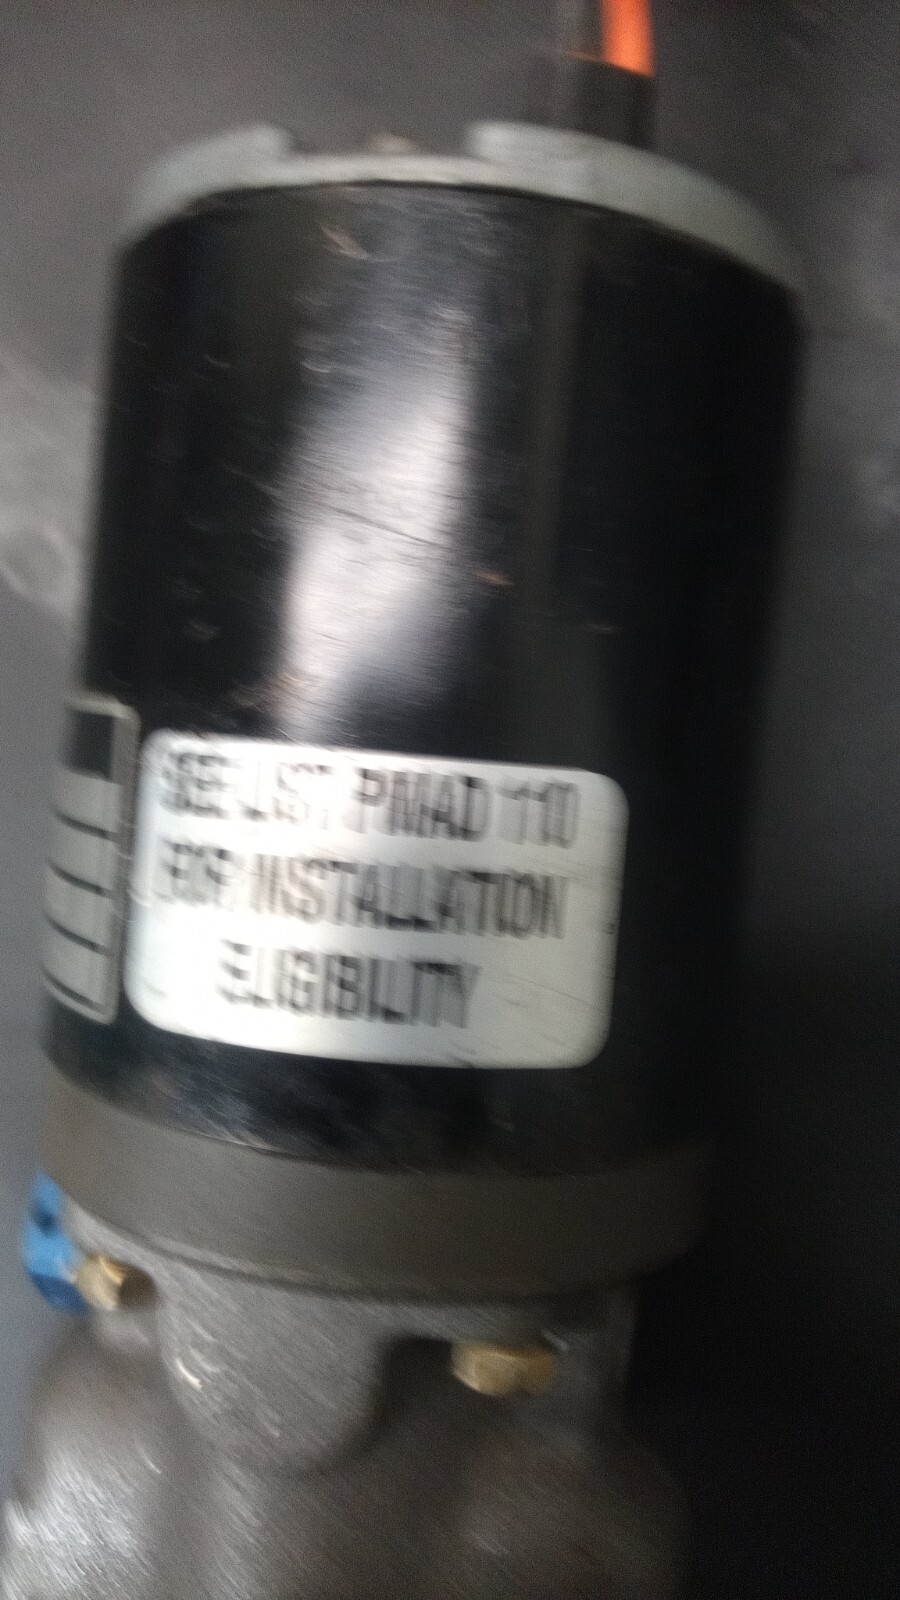 SEE LIST PMAD 110
FOR INSTALLATION
ELIGIBILITY